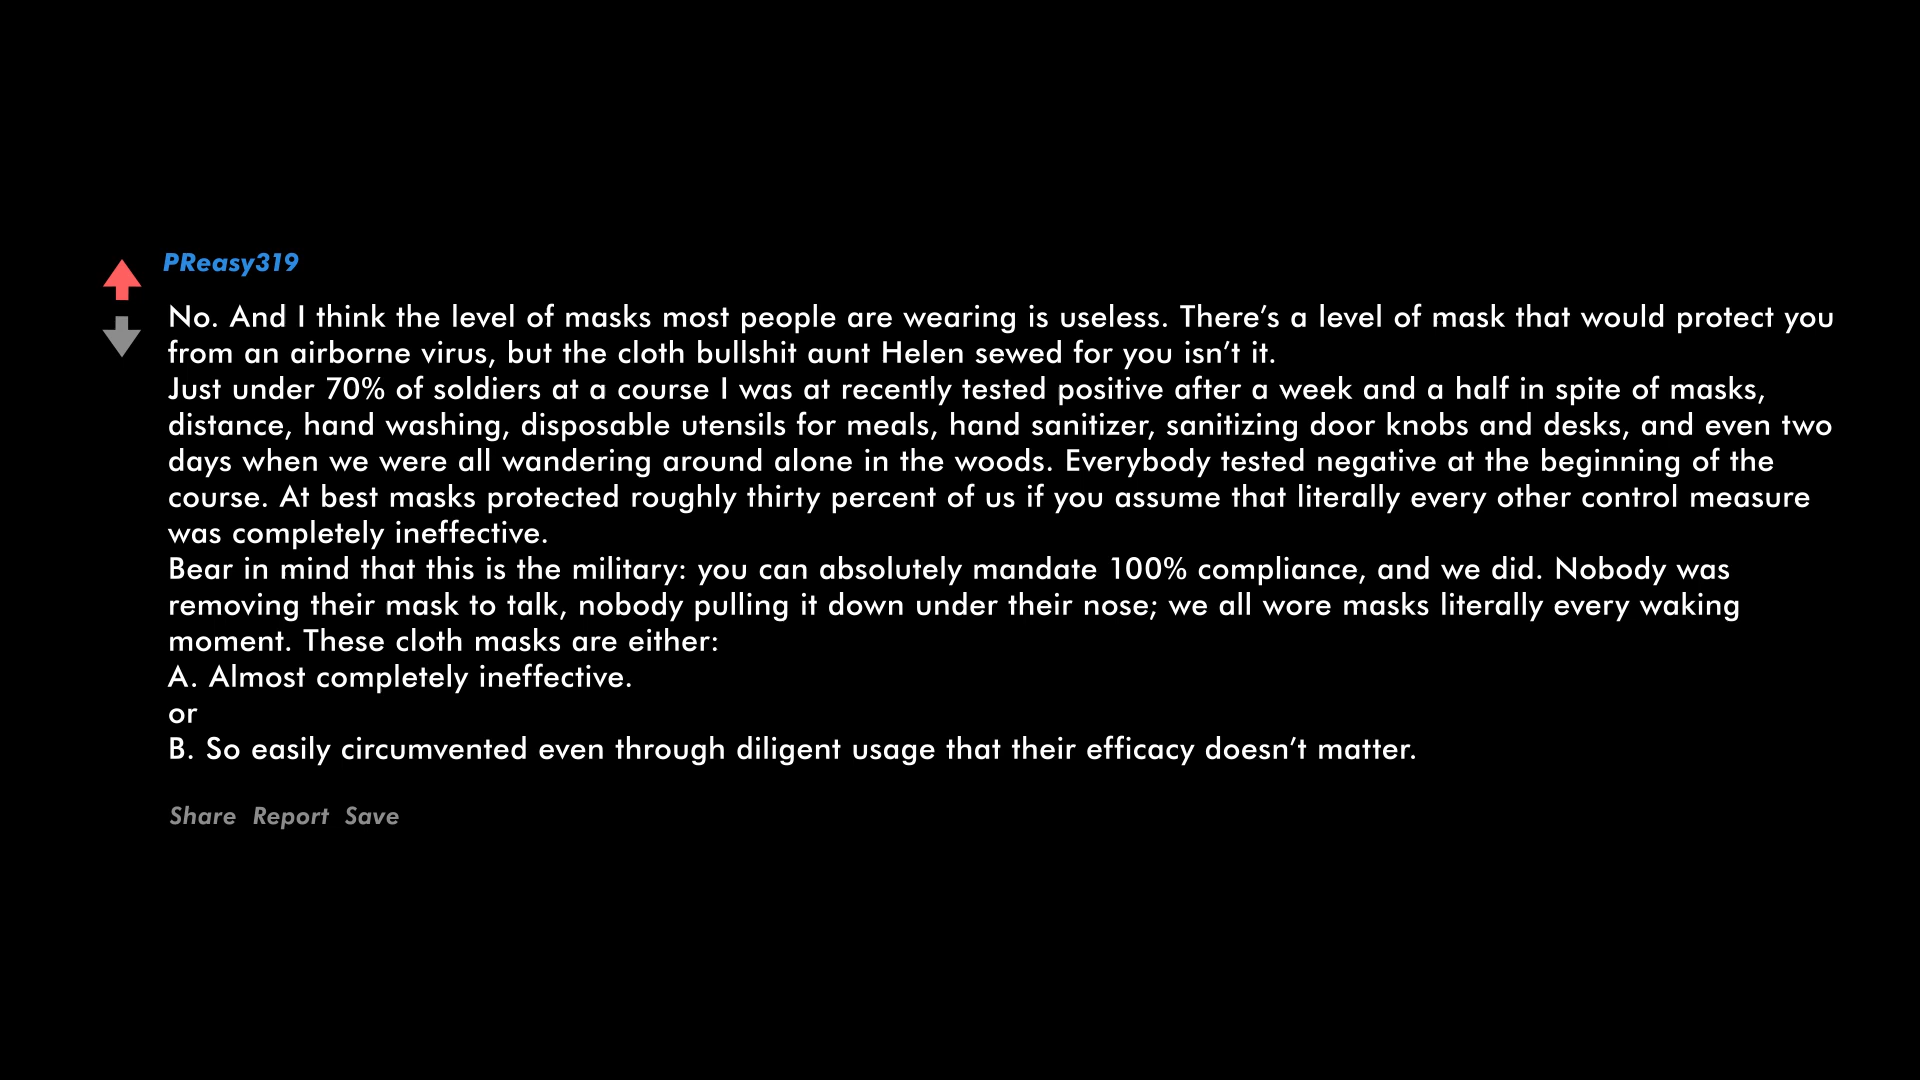 PReasy319
No. And I think the level of masks most people are wearing is useless. There’s a level of mask that would protect you
from an airborne virus, but the cloth bullshit aunt Helen sewed for you isn’t it.
Just under 70% of soldiers at a course I was at recently tested positive after a week and a half in spite of masks,
distance, hand washing, disposable utensils for meals, hand sanitizer, sanitizing door knobs and desks, and even two
days when we were all wandering around alone in the woods. Everybody tested negative at the beginning of the
course. At best masks protected roughly thirty percent of us if you assume that literally every other control measure
was completely ineffective.
Bear in mind that this is the military: you can absolutely mandate 100% compliance, and we did. Nobody was
removing their mask to talk, nobody pulling it down under their nose; we all wore masks literally every waking
moment. These cloth masks are either:
A. Almost completely ineffective.
or
B. So easily circumvented even through diligent usage that their efficacy doesn’t matter.
Share Report Save